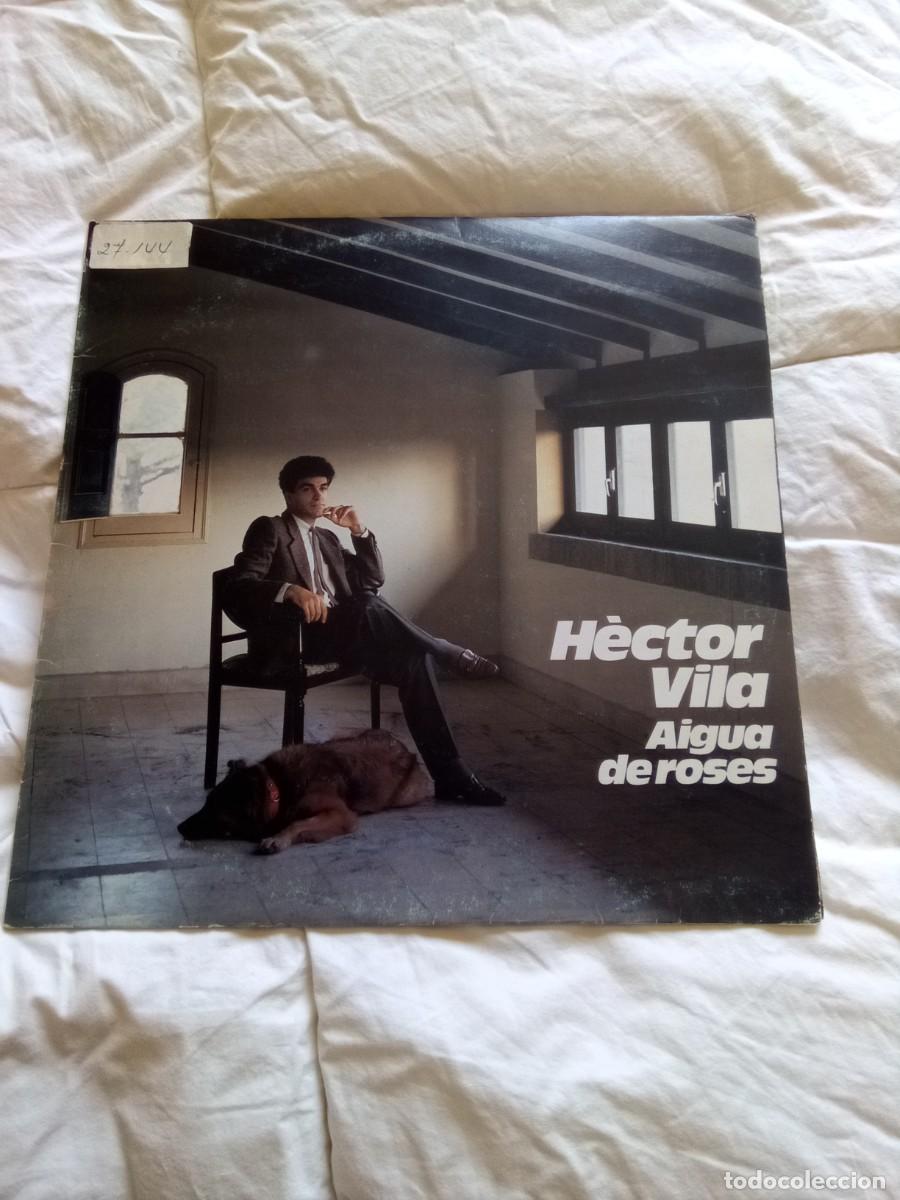 27.144
Hèctor
Vila
Aigua
de roses
todocoleccion